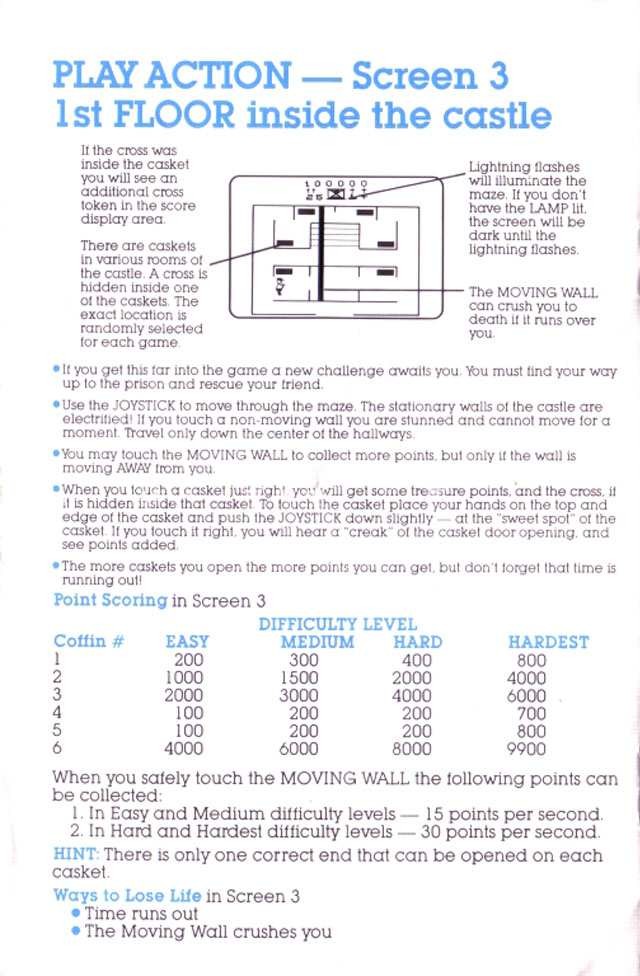 PLAY ACTION — Screen 3
1st FLOOR inside the castle
If the cross was
inside the casket
you will see an
additional cross
token in the score
display area.
There are caskets
in various rooms of
the castle. A cross is
hidden inside one
of the caskets. The
exact location is
randomly selected
for each game.
100000
Lightning flashes
will illuminate the
maze. If you don't
have the LAMP lit,
the screen will be
dark until the
lightning flashes.
The MOVING WALL
can crush you to
death if it runs over
you.
• If you get this far into the game a new challenge awaits you. You must find your way
up to the prison and rescue your friend.
• Use the JOYSTICK to move through the maze. The stationary walls of the castle are
electrified! If you touch a non-moving wall you are stunned and cannot move for a
moment. Travel only down the center of the hallways.
• You may touch the MOVING WALL to collect more points, but only if the wall is
moving AWAY from you.
• When you touch a casket just right you will get some treasure points, and the cross, if
it is hidden inside that casket. To touch the casket place your hands on the top and
edge of the casket and push the JOYSTICK down slightly — at the "sweet spot" of the
casket. If you touch it right, you will hear a "creak" of the casket door opening, and
see points added.
• The more caskets you open the more points you can get, but don't forget that time is
running out!
Point Scoring in Screen 3
DIFFICULTY LEVEL
Coffin # EASY MEDIUM HARD HARDEST
1 200 300 400 800
2 1000 1500 2000 4000
3 2000 3000 4000 6000
4 100 200 200 700
5 100 200 200 800
6 4000 6000 8000 9900
When you safely touch the MOVING WALL the following points can
be collected:
1. In Easy and Medium difficulty levels — 15 points per second.
2. In Hard and Hardest difficulty levels — 30 points per second.
HINT: There is only one correct end that can be opened on each
casket.
Ways to Lose Life in Screen 3
• Time runs out
• The Moving Wall crushes you